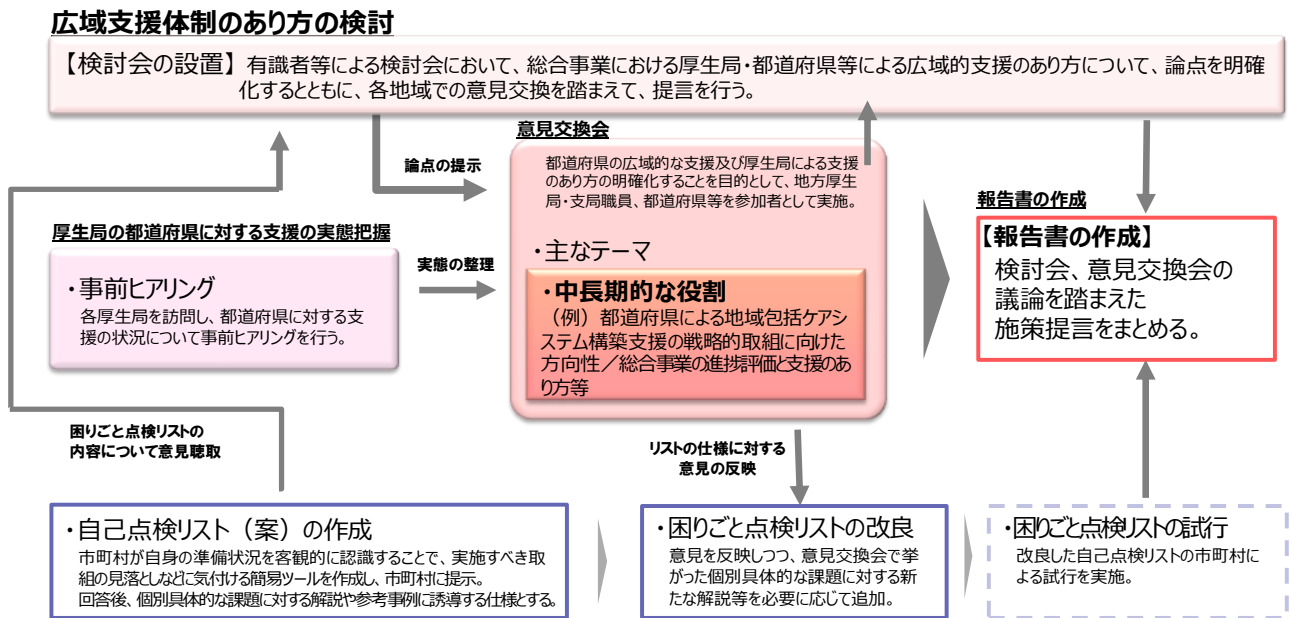 広域支援体制のあり方の検討
【検討会の設置】有識者等による検討会において、総合事業における厚生局・都道府県等による広域的支援のあり方について、論点を明確
化するとともに、各地域での意見交換を踏まえて、提言を行う。
論点の提示
意見交換会
都道府県の広域的な支援及び厚生局による支援
のあり方の明確化することを目的として、地方厚生
局・支局職員、都道府県等を参加者として実施。
・主なテーマ
・中長期的な役割
（例）都道府県による地域包括ケアシ
ステム構築支援の戦略的取組に向けた
方向性／総合事業の進捗評価と支援のあ
り方等
厚生局の都道府県に対する支援の実態把握
・事前ヒアリング
各厚生局を訪問し、都道府県に対する支
援の状況について事前ヒアリングを行う。
実態の整理
報告書の作成
【報告書の作成】
検討会、意見交換会の
議論を踏まえた
施策提言をまとめる。
困りごと点検リストの
内容について意見聴取
リストの仕様に対する
意見の反映
・自己点検リスト（案）の作成
市町村が自身の準備状況を客観的に認識することで、実施すべき取
組の見落としなどに気付ける簡易ツールを作成し、市町村に提示。
回答後、個別具体的な課題に対する解説や参考事例に誘導する仕様とする。
・困りごと点検リストの改良
意見を反映しつつ、意見交換会で挙
がった個別具体的な課題に対する新
たな解説等を必要に応じて追加。
・困りごと点検リストの試行
改良した自己点検リストの市町村に
よる試行を実施。